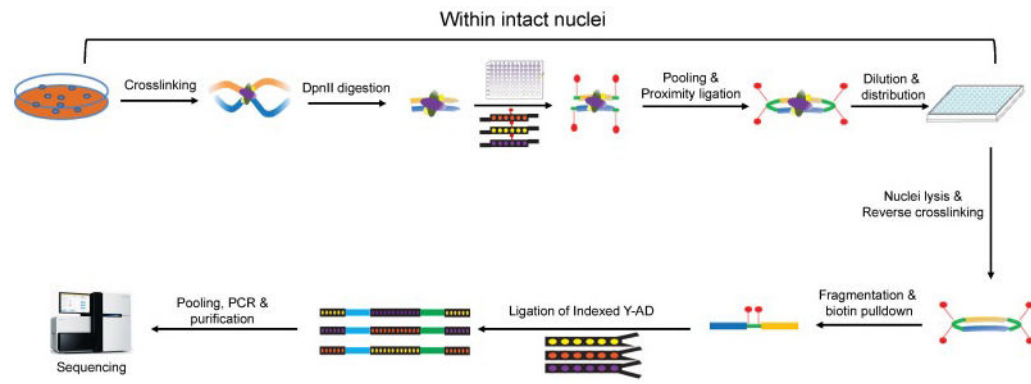 Within intact nuclei
Crosslinking
DpnII digestion
Pooling &
Proximity ligation
Dilution &
distribution
Nuclei lysis &
Reverse crosslinking
Fragmentation &
biotin pulldown
Ligation of Indexed Y-AD
Pooling, PCR &
purification
Sequencing